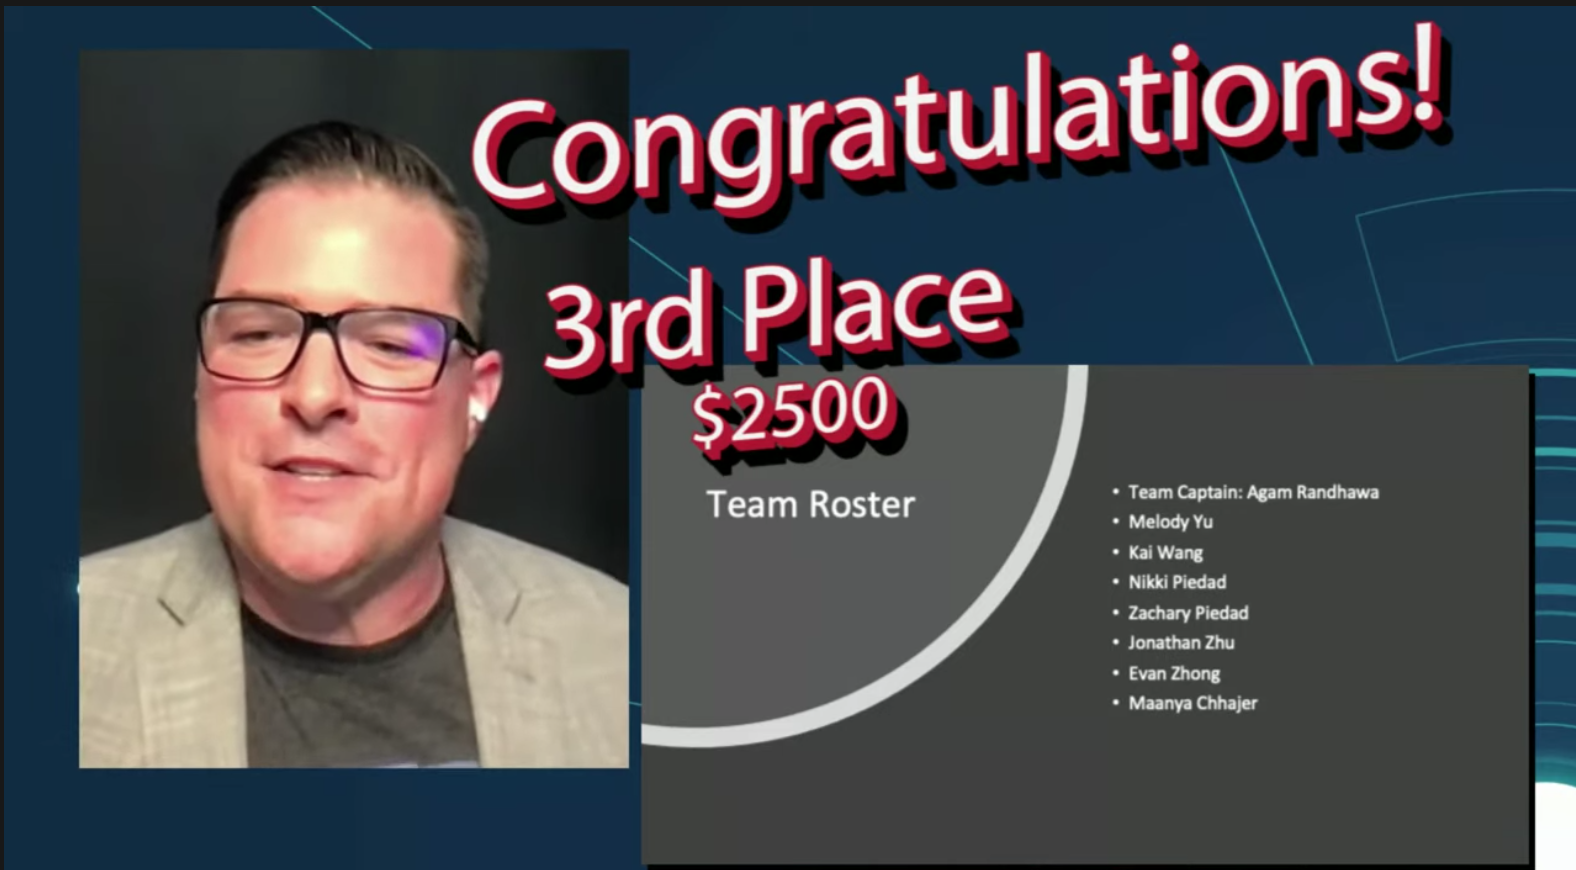 Congratulations!
3rd Place
$2500
Team Roster
• Team Captain: Agam Randhawa
• Melody Yu
• Kai Wang
• Nikki Piedad
• Zachary Piedad
• Jonathan Zhu
• Evan Zhong
• Maanya Chhajer